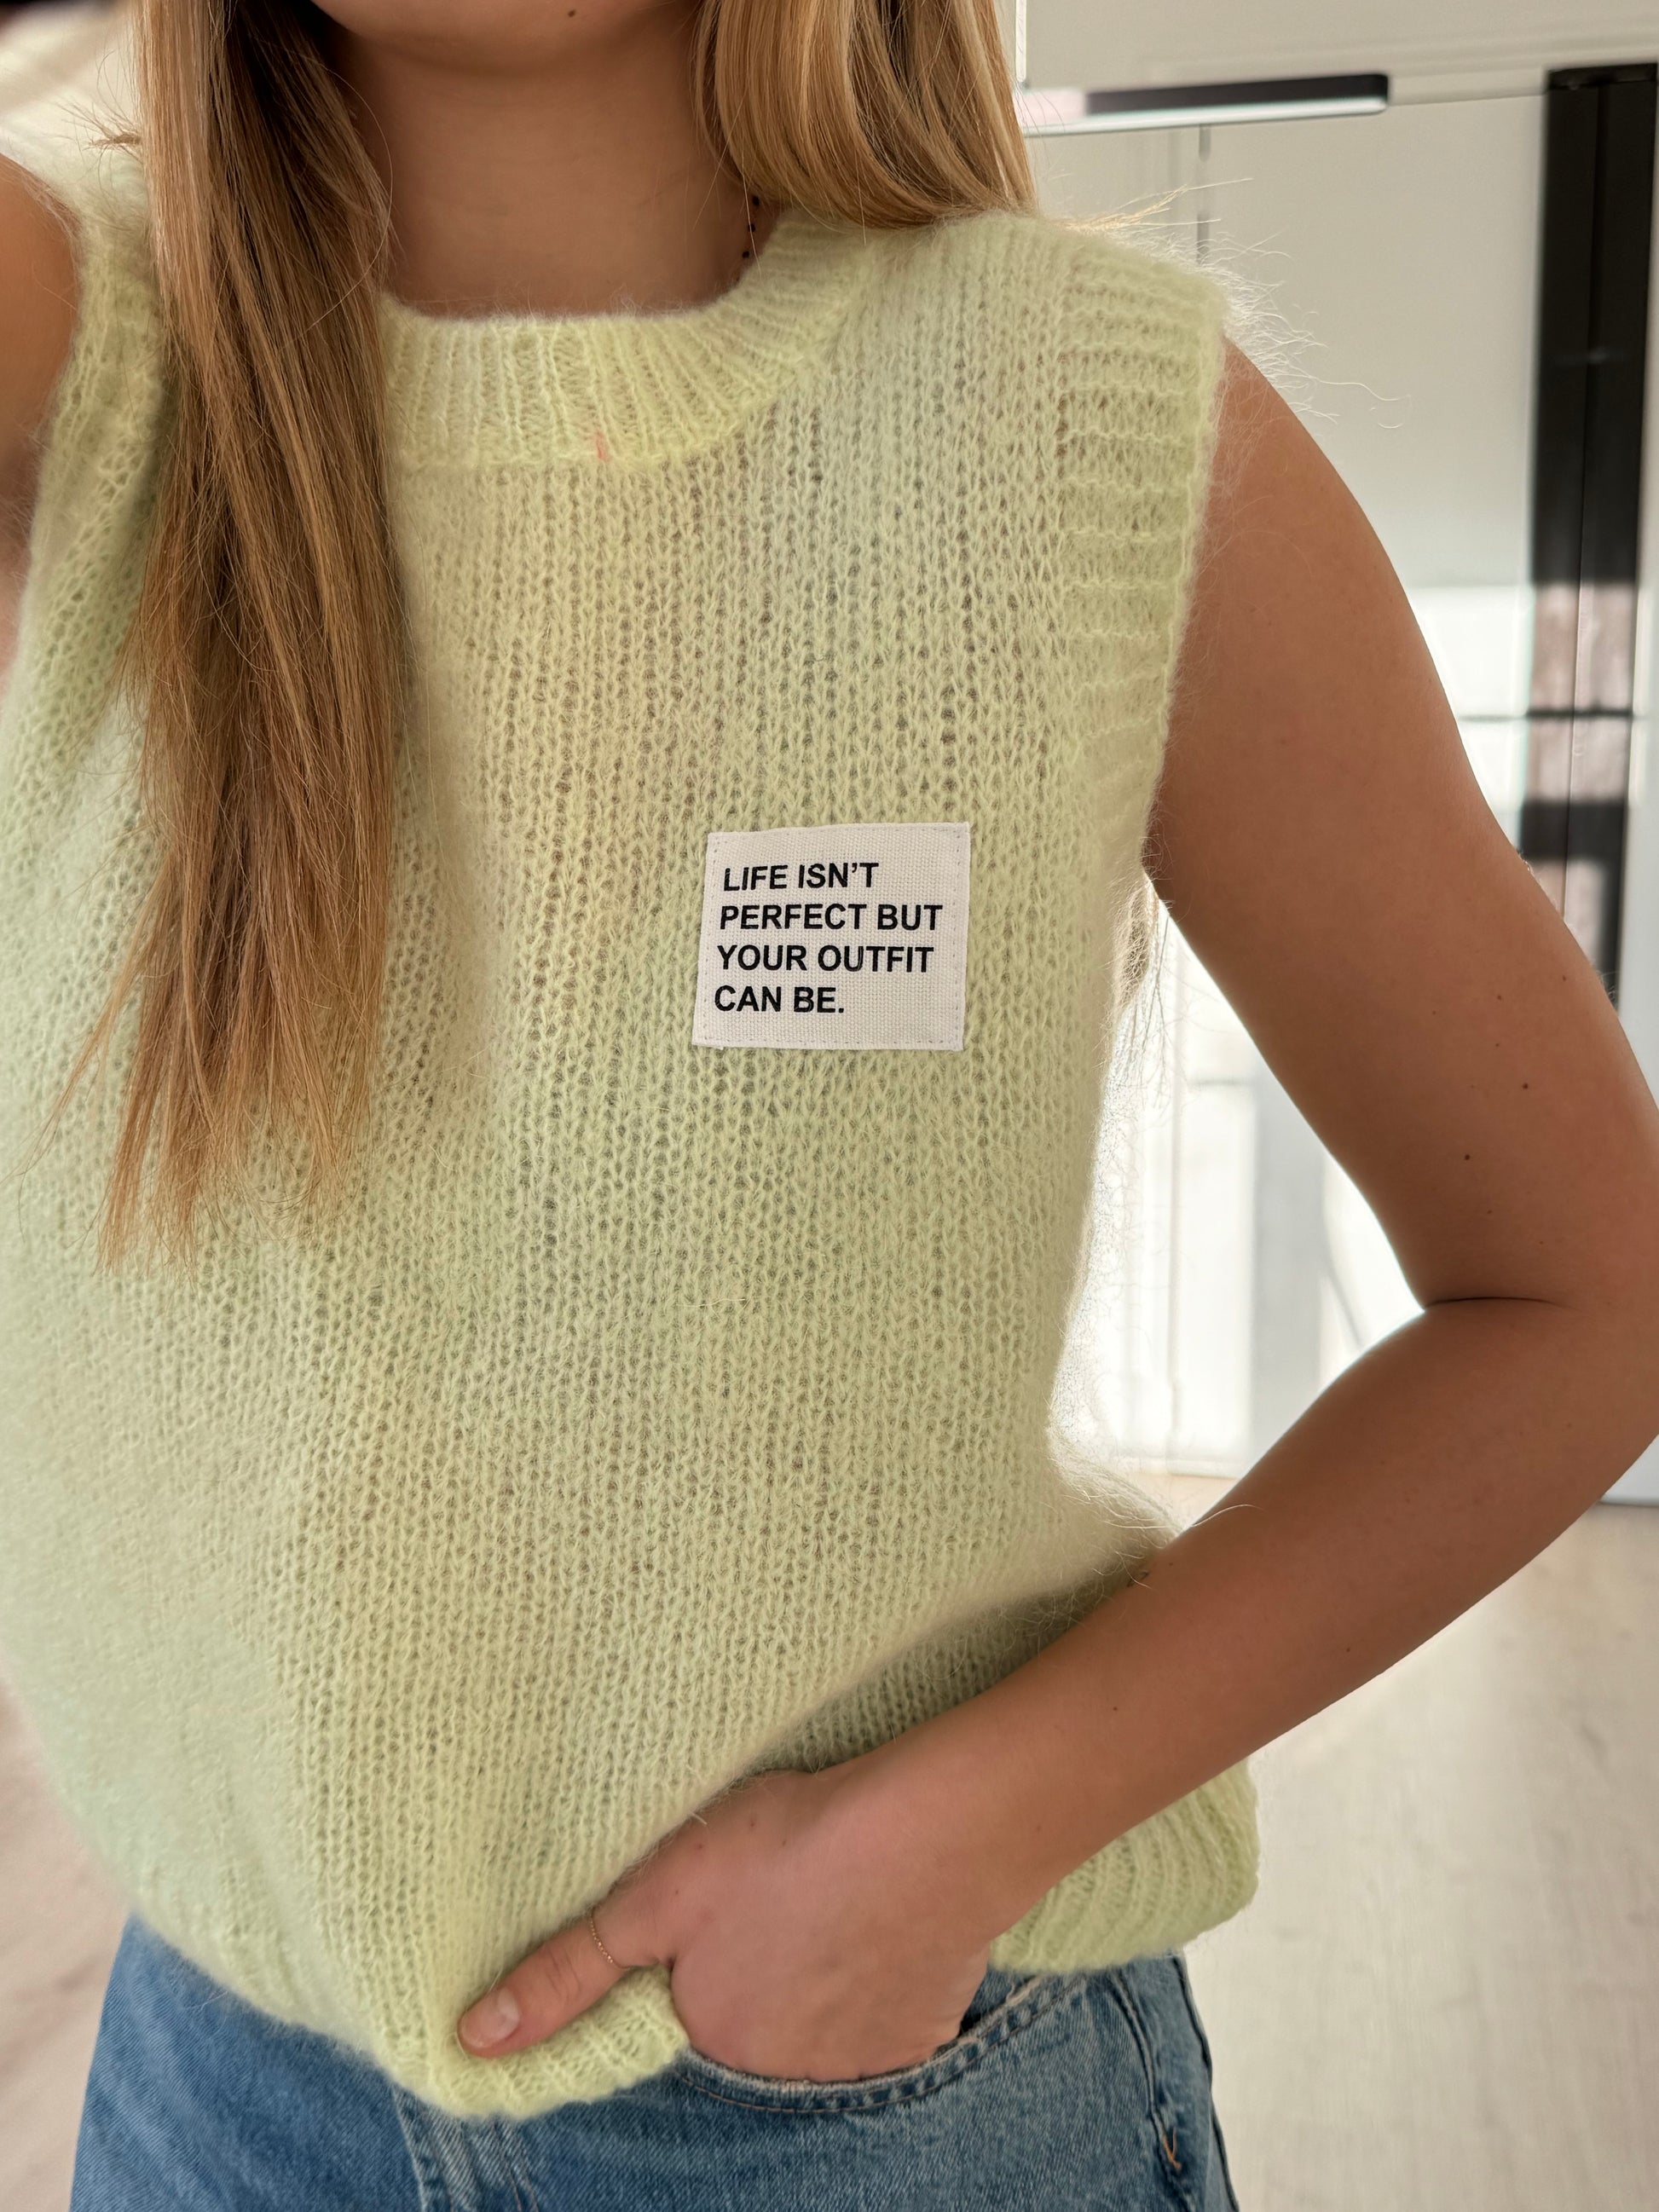 LIFE ISN’T
PERFECT BUT
YOUR OUTFIT
CAN BE.